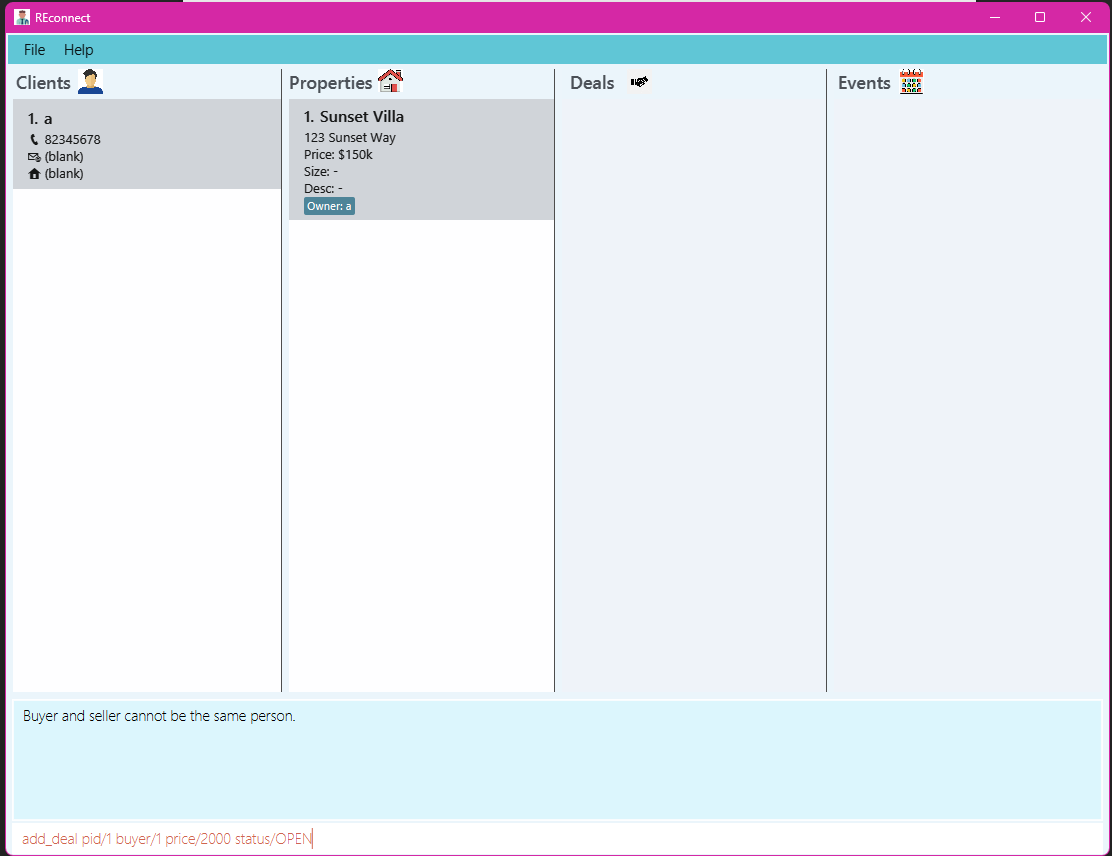 REconnect
File Help
Clients
1. a
82345678
(blank)
(blank)
Properties
1. Sunset Villa
123 Sunset Way
Price: $150k
Size: -
Desc: -
Owner: a
Deals
Events
Buyer and seller cannot be the same person.
add_deal pid/1 buyer/1 price/2000 status/OPEN